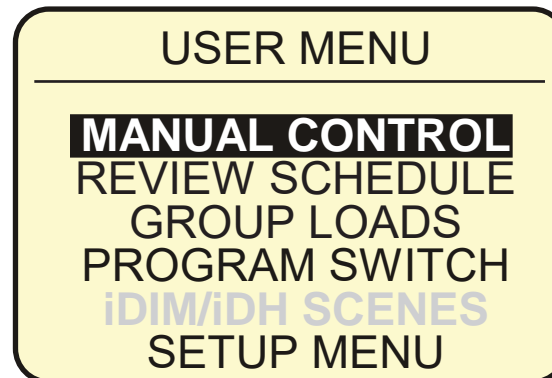 USER MENU
MANUAL CONTROL
REVIEW SCHEDULE
GROUP LOADS
PROGRAM SWITCH
iDIM/iDH SCENES
SETUP MENU